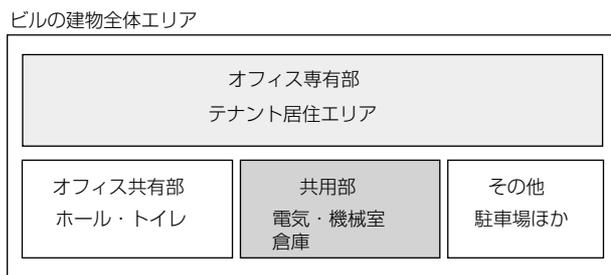 ビルの建物全体エリア
オフィス専有部
テナント居住エリア
オフィス共有部
ホール・トイレ
共用部
電気・機械室
倉庫
その他
駐車場ほか